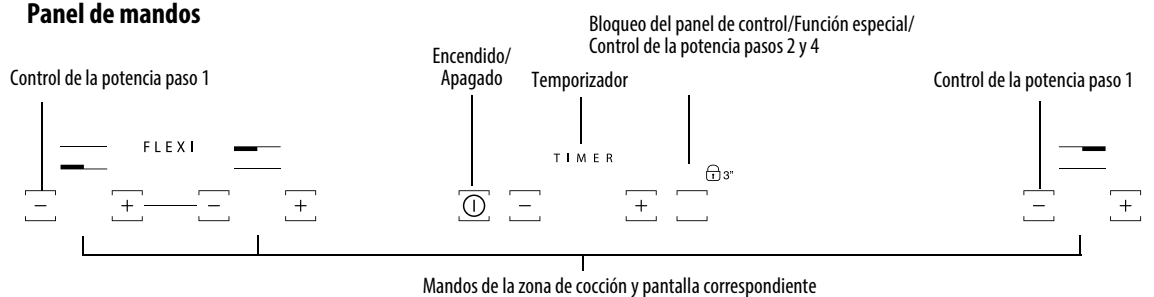 Panel de mandos
Bloqueo del panel de control/Función especial/
Control de la potencia pasos 2 y 4
Encendido/
Apagado
Temporizador
Control de la potencia paso 1
Control de la potencia paso 1
FLEXI
TIMER
3"
− + − + − + − +
Mandos de la zona de cocción y pantalla correspondiente